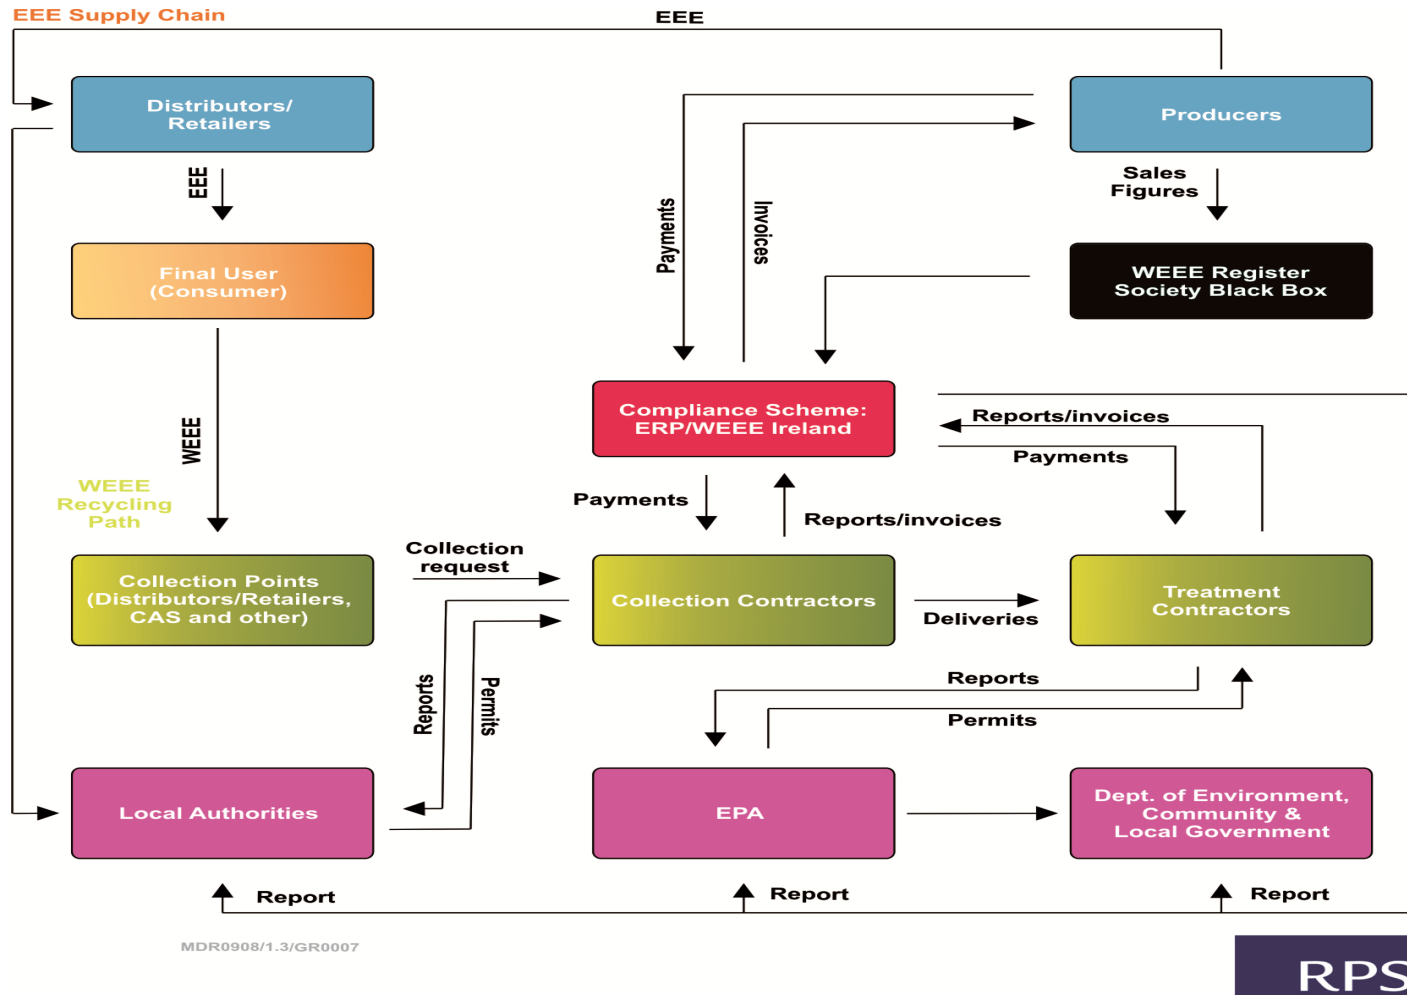 EEE Supply Chain
EEE
Distributors/
Retailers
Producers
EEE
Payments
Invoices
Sales
Figures
Final User
(Consumer)
WEEE Register
Society Black Box
WEEE
Compliance Scheme:
ERP/WEEE Ireland
Reports/invoices
Payments
WEEE
Recycling
Path
Payments
Reports/invoices
Collection
request
Collection Points
(Distributors/Retailers,
CAS and other)
Collection Contractors
Deliveries
Treatment
Contractors
Reports
Permits
Reports
Permits
Local Authorities
EPA
Dept. of Environment,
Community &
Local Government
Report
Report
Report
MDR0908/1.3/GR0007
RPS